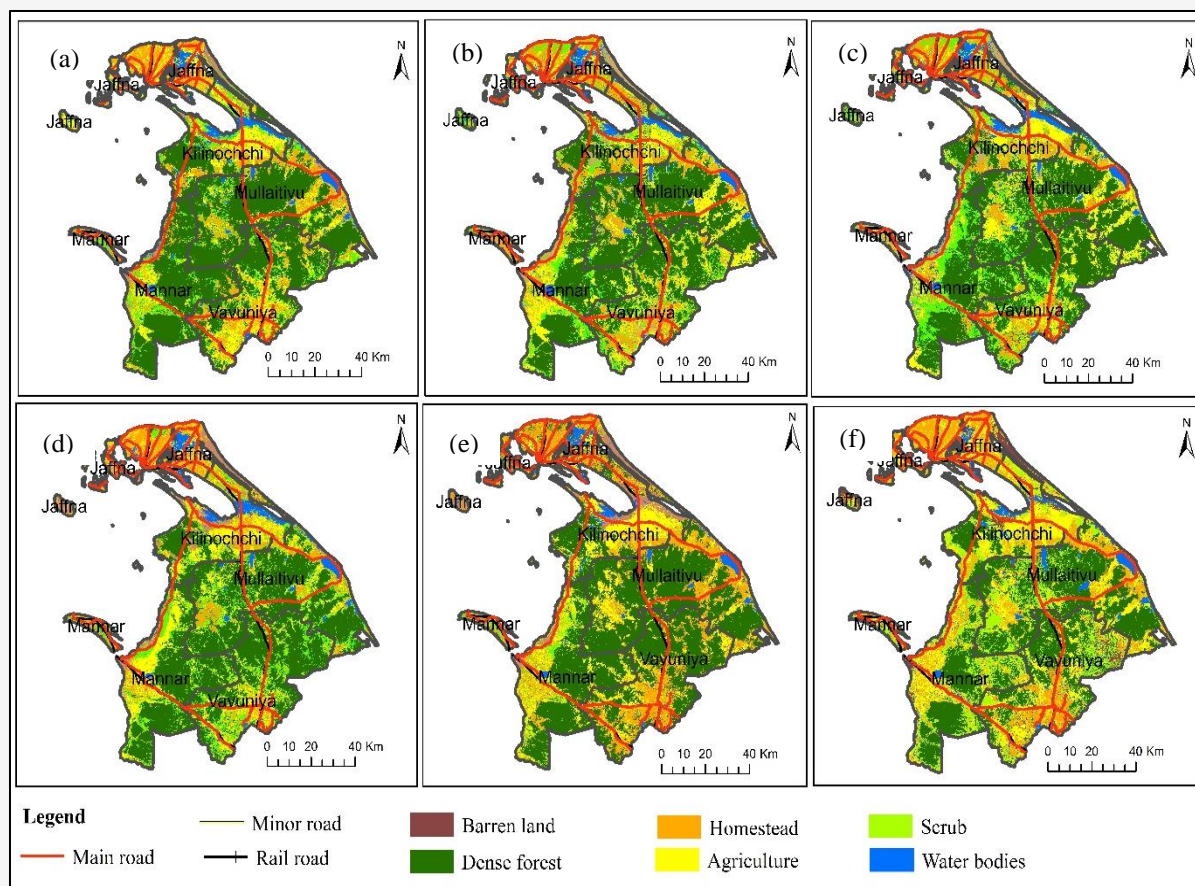 (a)
N
Jaffna
Jaffna
Jaffna
Kilinochchi
Mullaitivu
Mannar
Mannar
Vavuniya
0 10 20 40 Km
(b)
N
Jaffna
Jaffna
Jaffna
Kilinochchi
Mullaitivu
Mannar
Mannar
Vavuniya
0 10 20 40 Km
(c)
N
Jaffna
Jaffna
Jaffna
Kilinochchi
Mullaitivu
Mannar
Mannar
Vavuniya
0 10 20 40 Km
(d)
N
Jaffna
Jaffna
Jaffna
Kilinochchi
Mullaitivu
Mannar
Mannar
Vavuniya
0 10 20 40 Km
(e)
N
Jaffna
Jaffna
Jaffna
Kilinochchi
Mullaitivu
Mannar
Vavuniya
Mannar
0 10 20 40 Km
(f)
N
Jaffna
Jaffna
Jaffna
Kilinochchi
Mullaitivu
Mannar
Vavuniya
Mannar
0 10 20 40 Km
Legend
Minor road
Barren land
Homestead
Scrub
Main road
Rail road
Dense forest
Agriculture
Water bodies